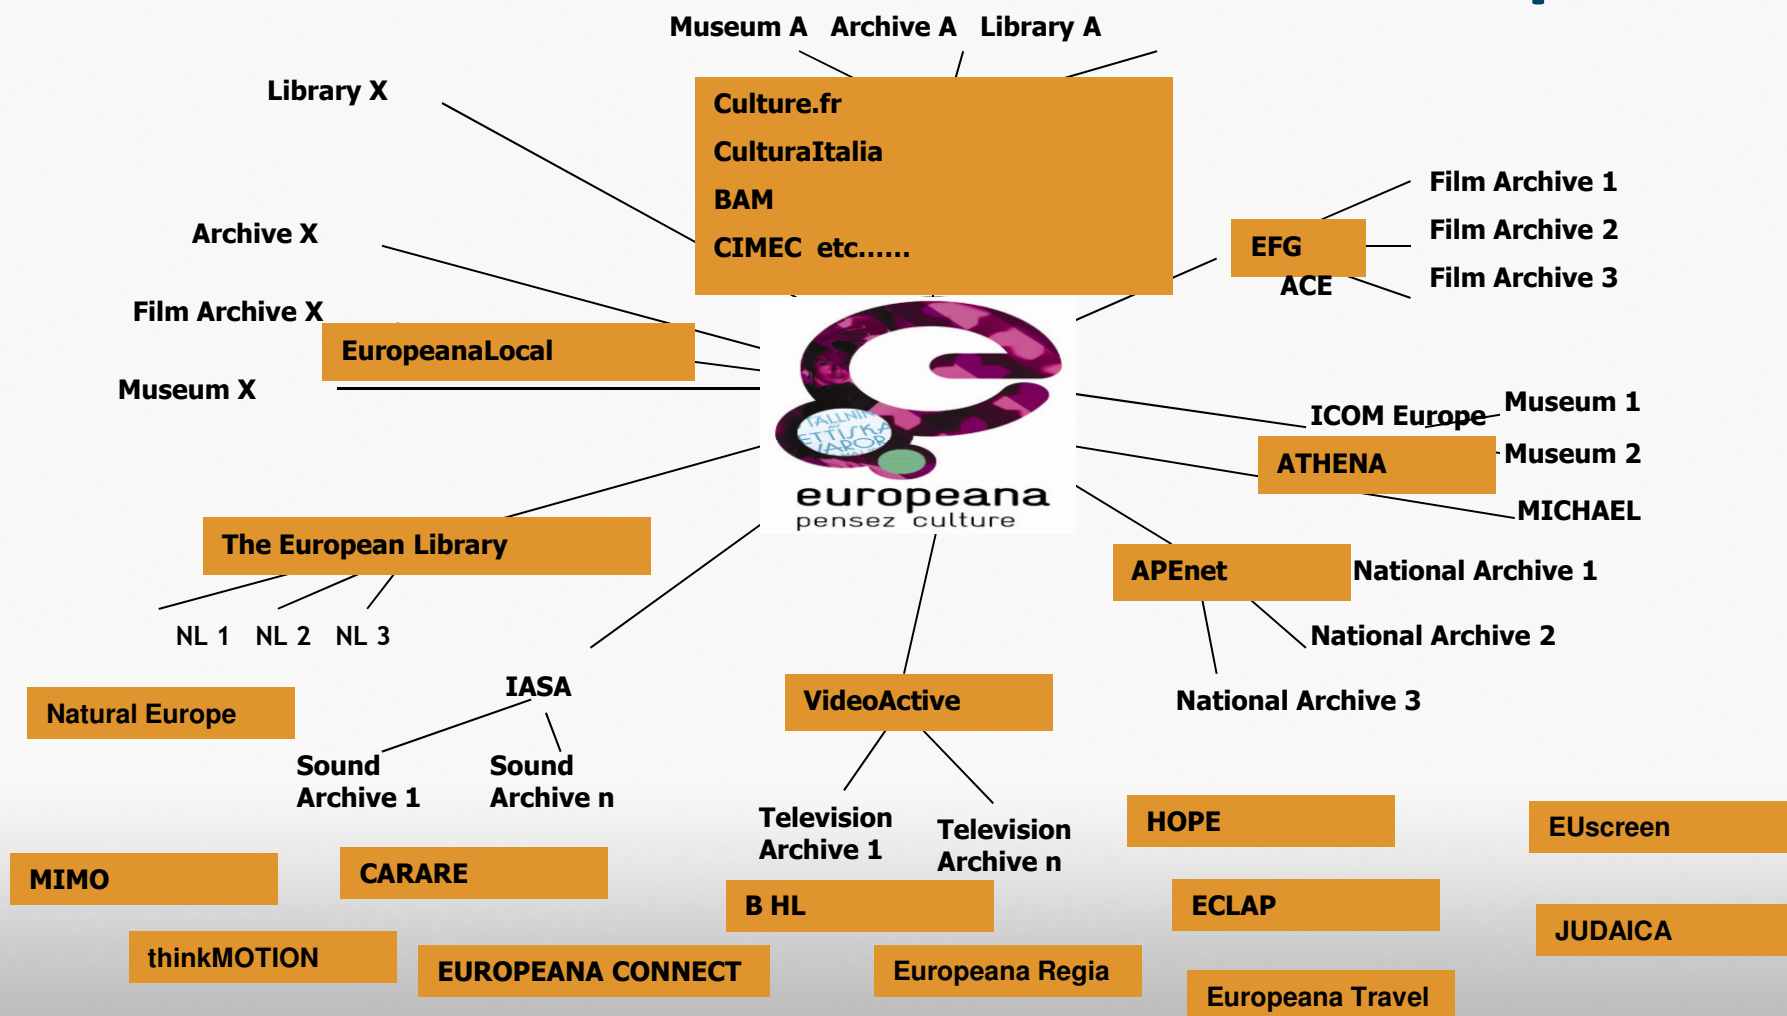 Museum A Archive A Library A
Library X
Culture.fr
CulturaItalia
BAM
CIMEC etc......
Archive X
Film Archive X
EuropeanaLocal
Museum X
EFG
ACE
Film Archive 1
Film Archive 2
Film Archive 3
TÄLLNIN
ETTISKA
JAROR
europeana
pensez culture
ICOM Europe
Museum 1
ATHENA
Museum 2
MICHAEL
The European Library
NL 1 NL 2 NL 3
APEnet
National Archive 1
National Archive 2
National Archive 3
Natural Europe
IASA
Sound
Archive 1
Sound
Archive n
VideoActive
Television
Archive 1
Television
Archive n
HOPE
EUscreen
MIMO
CARARE
B HL
ECLAP
JUDAICA
thinkMOTION
EUROPEANA CONNECT
Europeana Regia
Europeana Travel